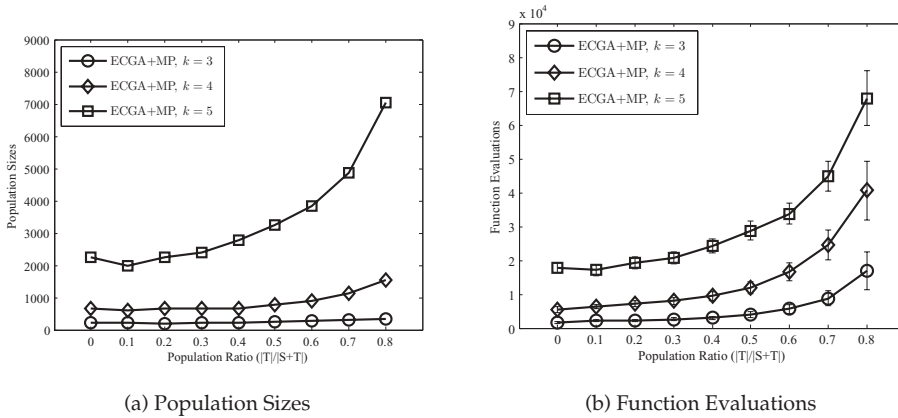 9000
8000
7000
6000
5000
4000
3000
2000
1000
0
Population Sizes
ECGA+MP, k = 3
ECGA+MP, k = 4
ECGA+MP, k = 5
0 0.1 0.2 0.3 0.4 0.5 0.6 0.7 0.8
Population Ratio (|T|/|S+T|)
(a) Population Sizes
x 10⁴
9
8
7
6
5
4
3
2
1
0
Function Evaluations
ECGA+MP, k = 3
ECGA+MP, k = 4
ECGA+MP, k = 5
0 0.1 0.2 0.3 0.4 0.5 0.6 0.7 0.8
Population Ratio (|T|/|S+T|)
(b) Function Evaluations